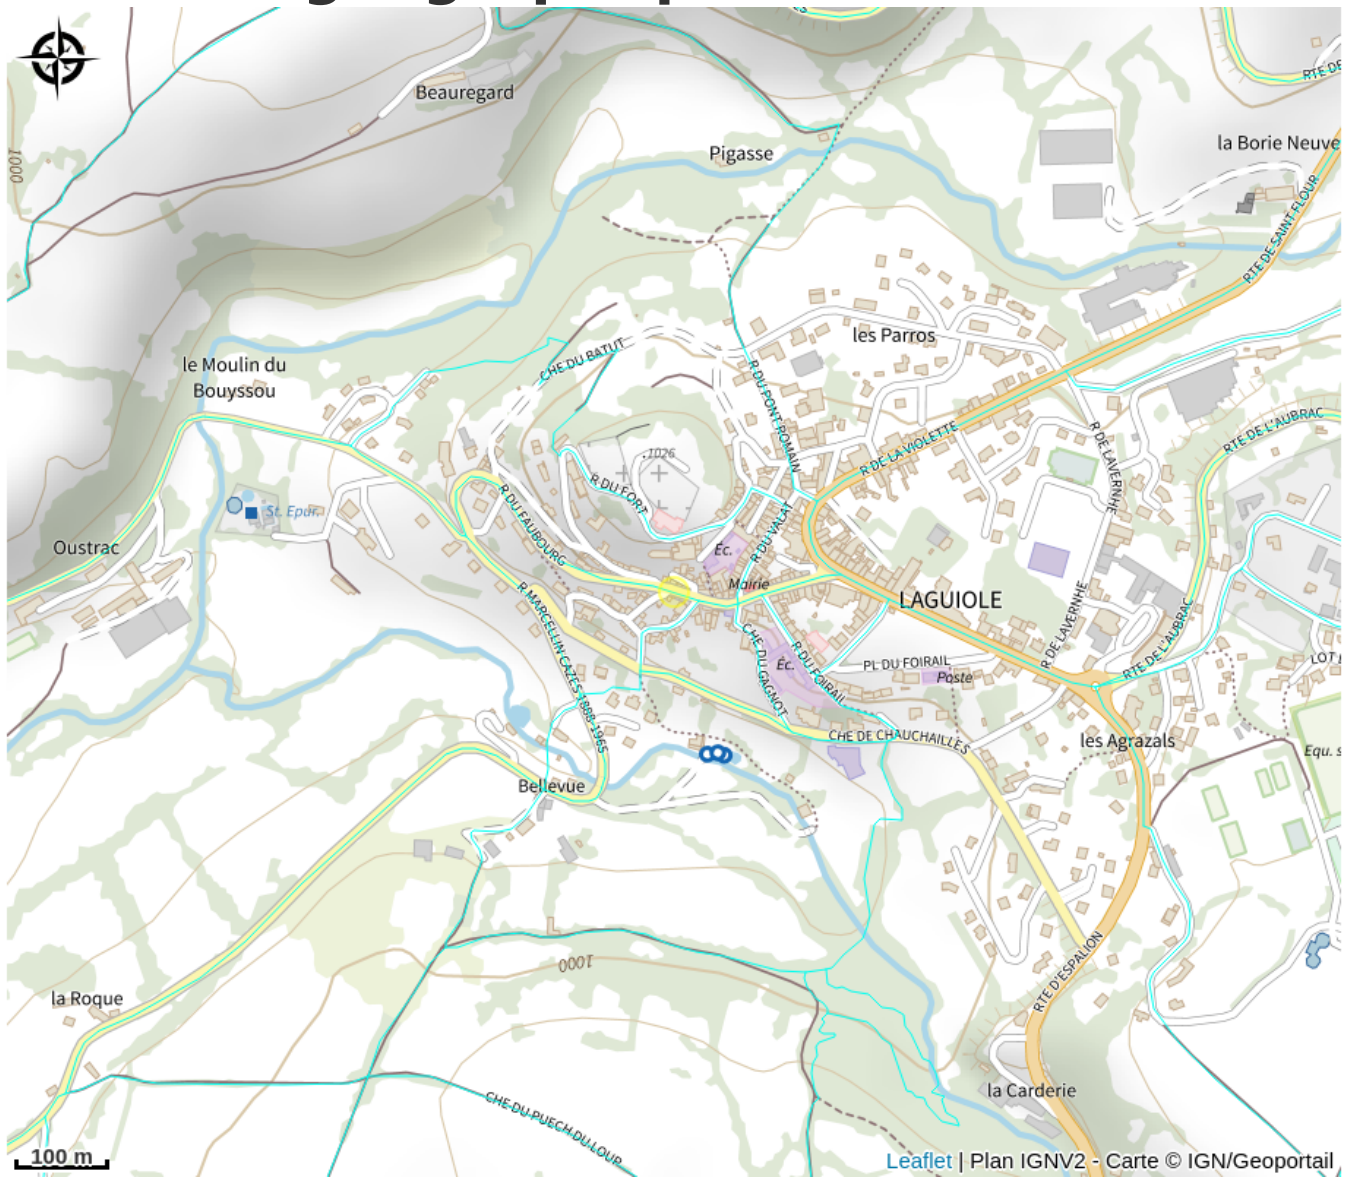 RTE DE
Beauregard
la Borie Neuve
Pigasse
1000
RTE DE SAINT-FLOUR
les Parros
CHE DU BATUT
le Moulin du
Bouyssou
R DU PONT ROMAIN
RTE DE L'AUBRAC
R DE LA VIOLETTE
R DE LAVERNHE
1026
R DU FORT
R DU FAUBOURG
St. Epur.
R DU VALAT
Oustrac
Éc.
Mairie
LAGUIOLE
R MARCELLIN CAZES 1888-1965
R DE LAVERNHE
RTE DE L'AUBRAC
CHE DU GAGNOT
R DU FOIRAIL
Éc.
PL DU FOIRAIL
Poste
LOT
CHE DE CHAUCHAILLES
les Agrazals
Equ. s
Bellevue
1000
RTE D'ESPALION
la Roque
la Carderie
CHE DU PUECH DU LOUP
100 m
Leaflet | Plan IGNV2 - Carte © IGN/Geoportail